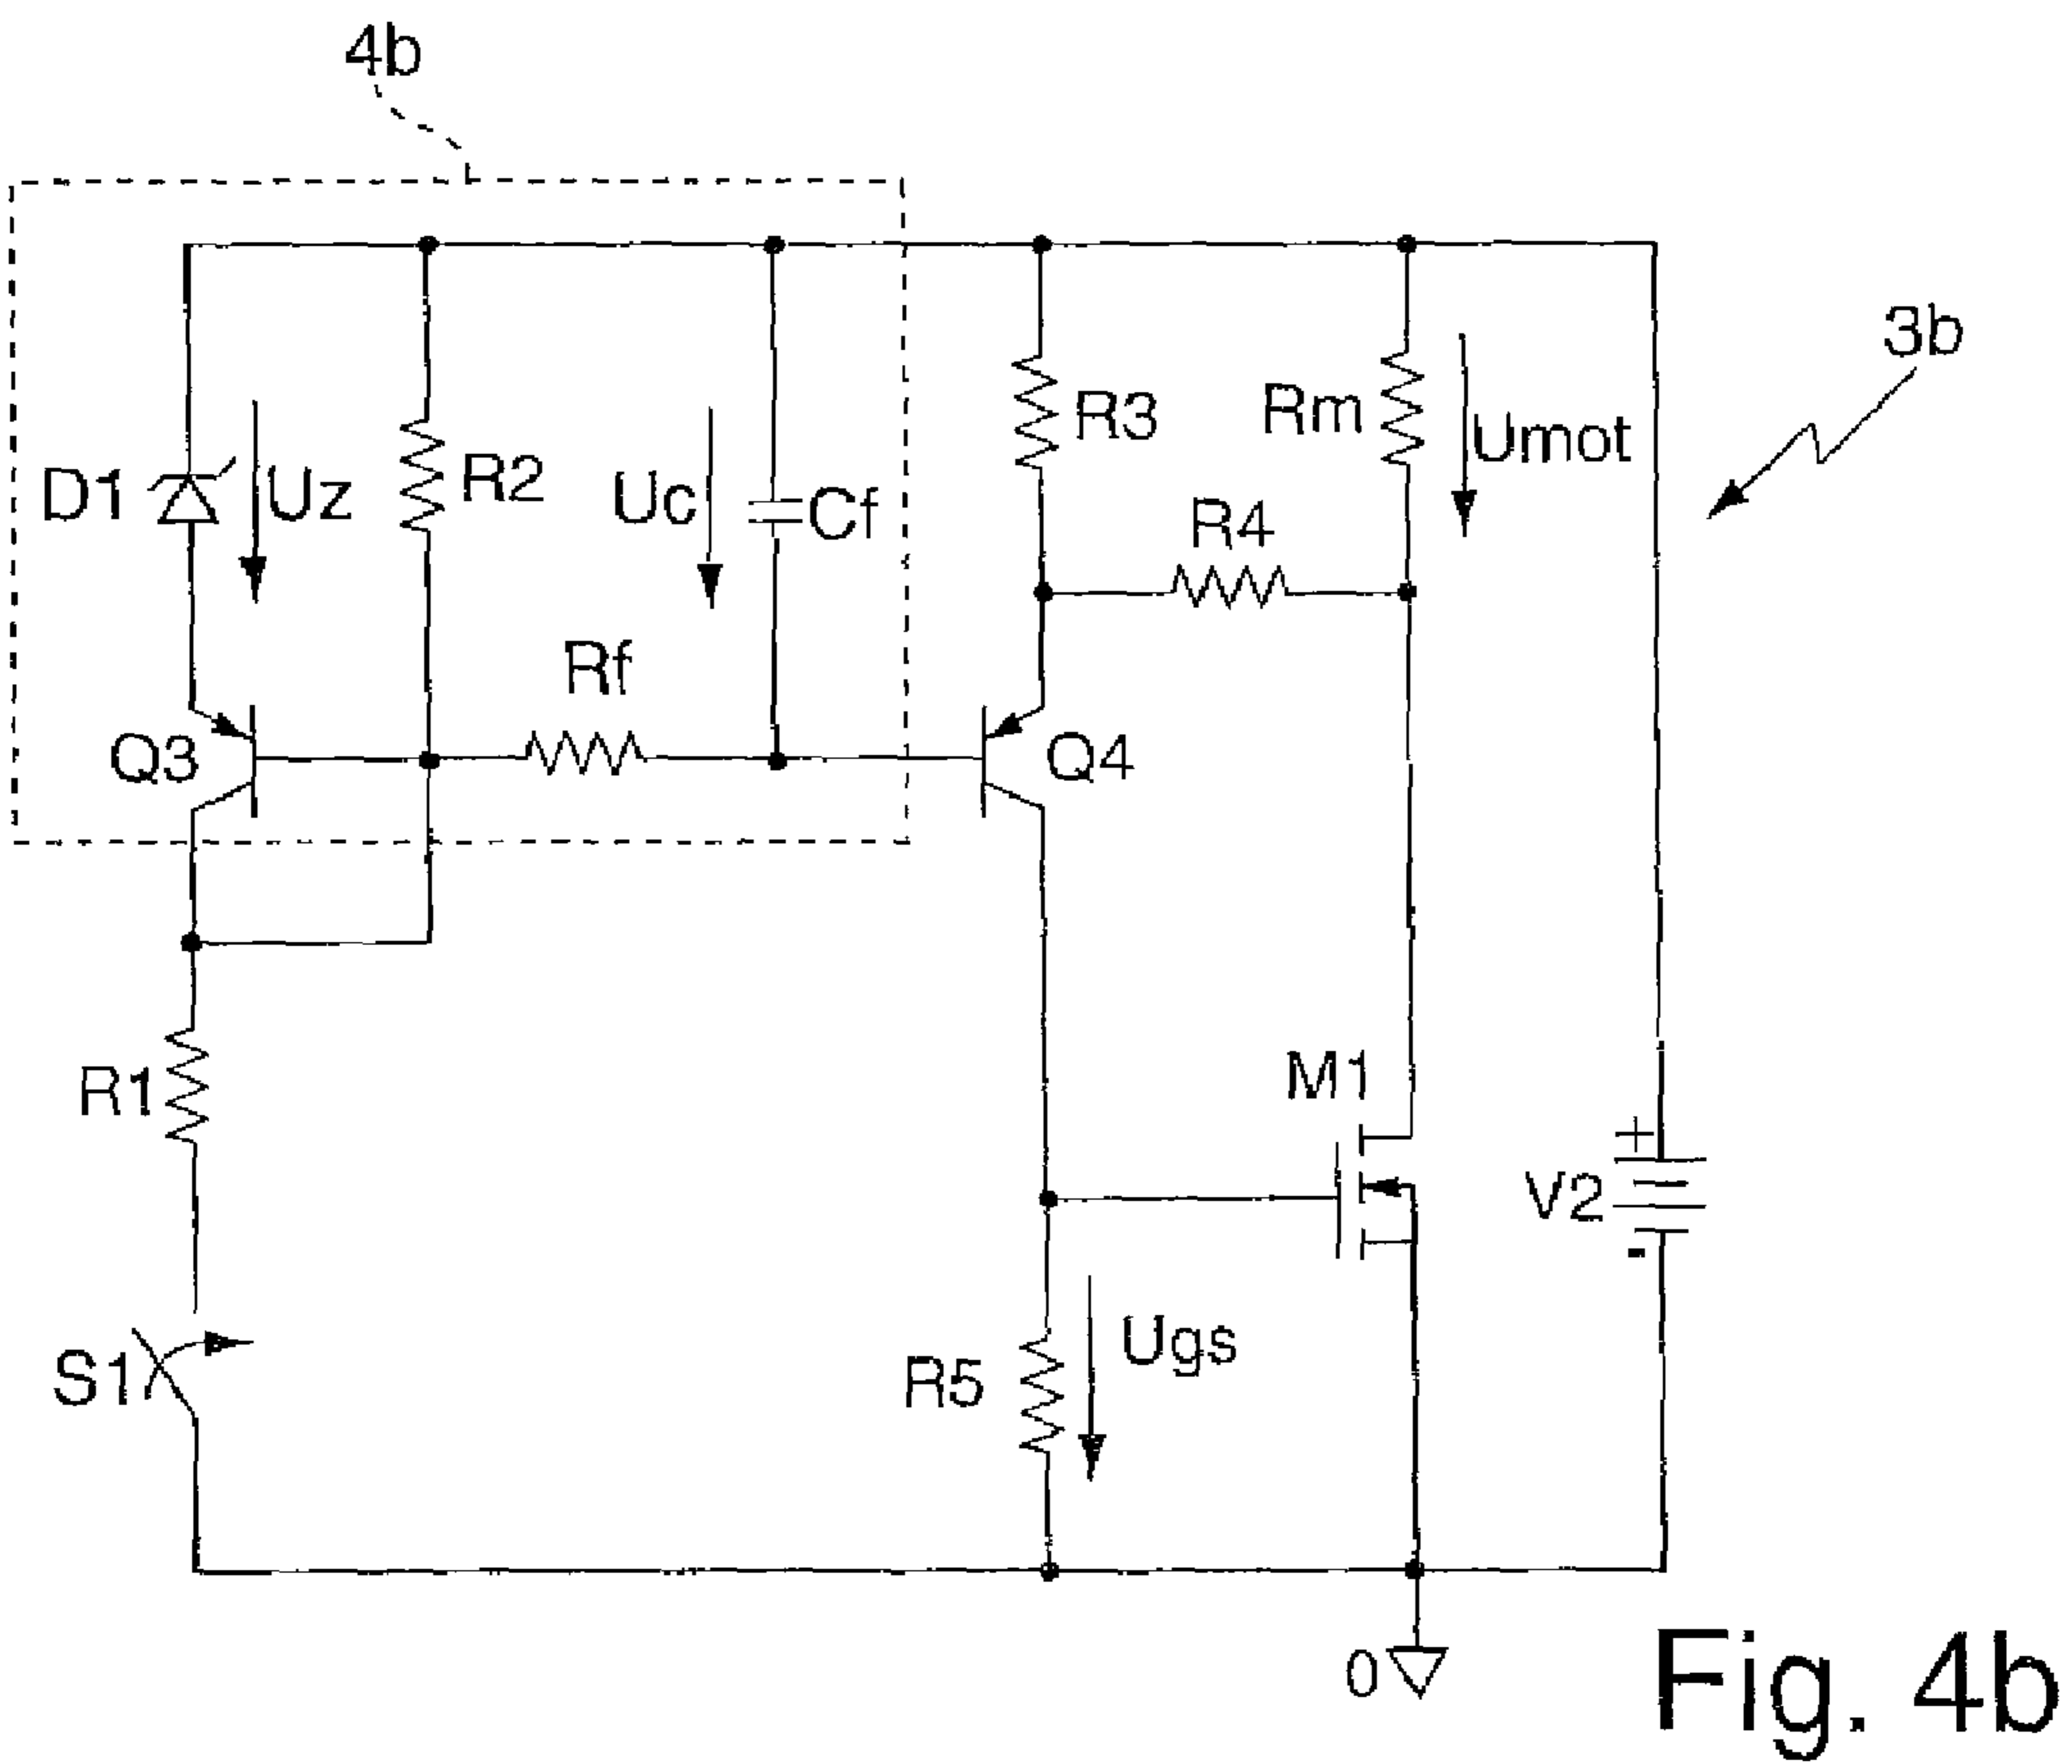 4b
3b
R3
Rm
Umot
D1
Uz
R2
Uc
Cf
R4
Rf
Q3
Q4
R1
M1
+
V2
-
S1
R5
Ugs
0
Fig. 4b